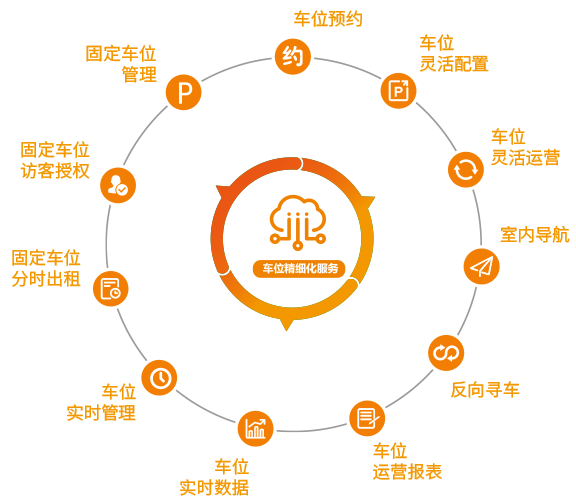 车位预约
约
车位
灵活配置
P
车位
灵活运营
室内导航
反向寻车
车位
运营报表
车位
实时数据
车位
实时管理
固定车位
分时出租
固定车位
访客授权
固定车位
管理
P
车位精细化服务